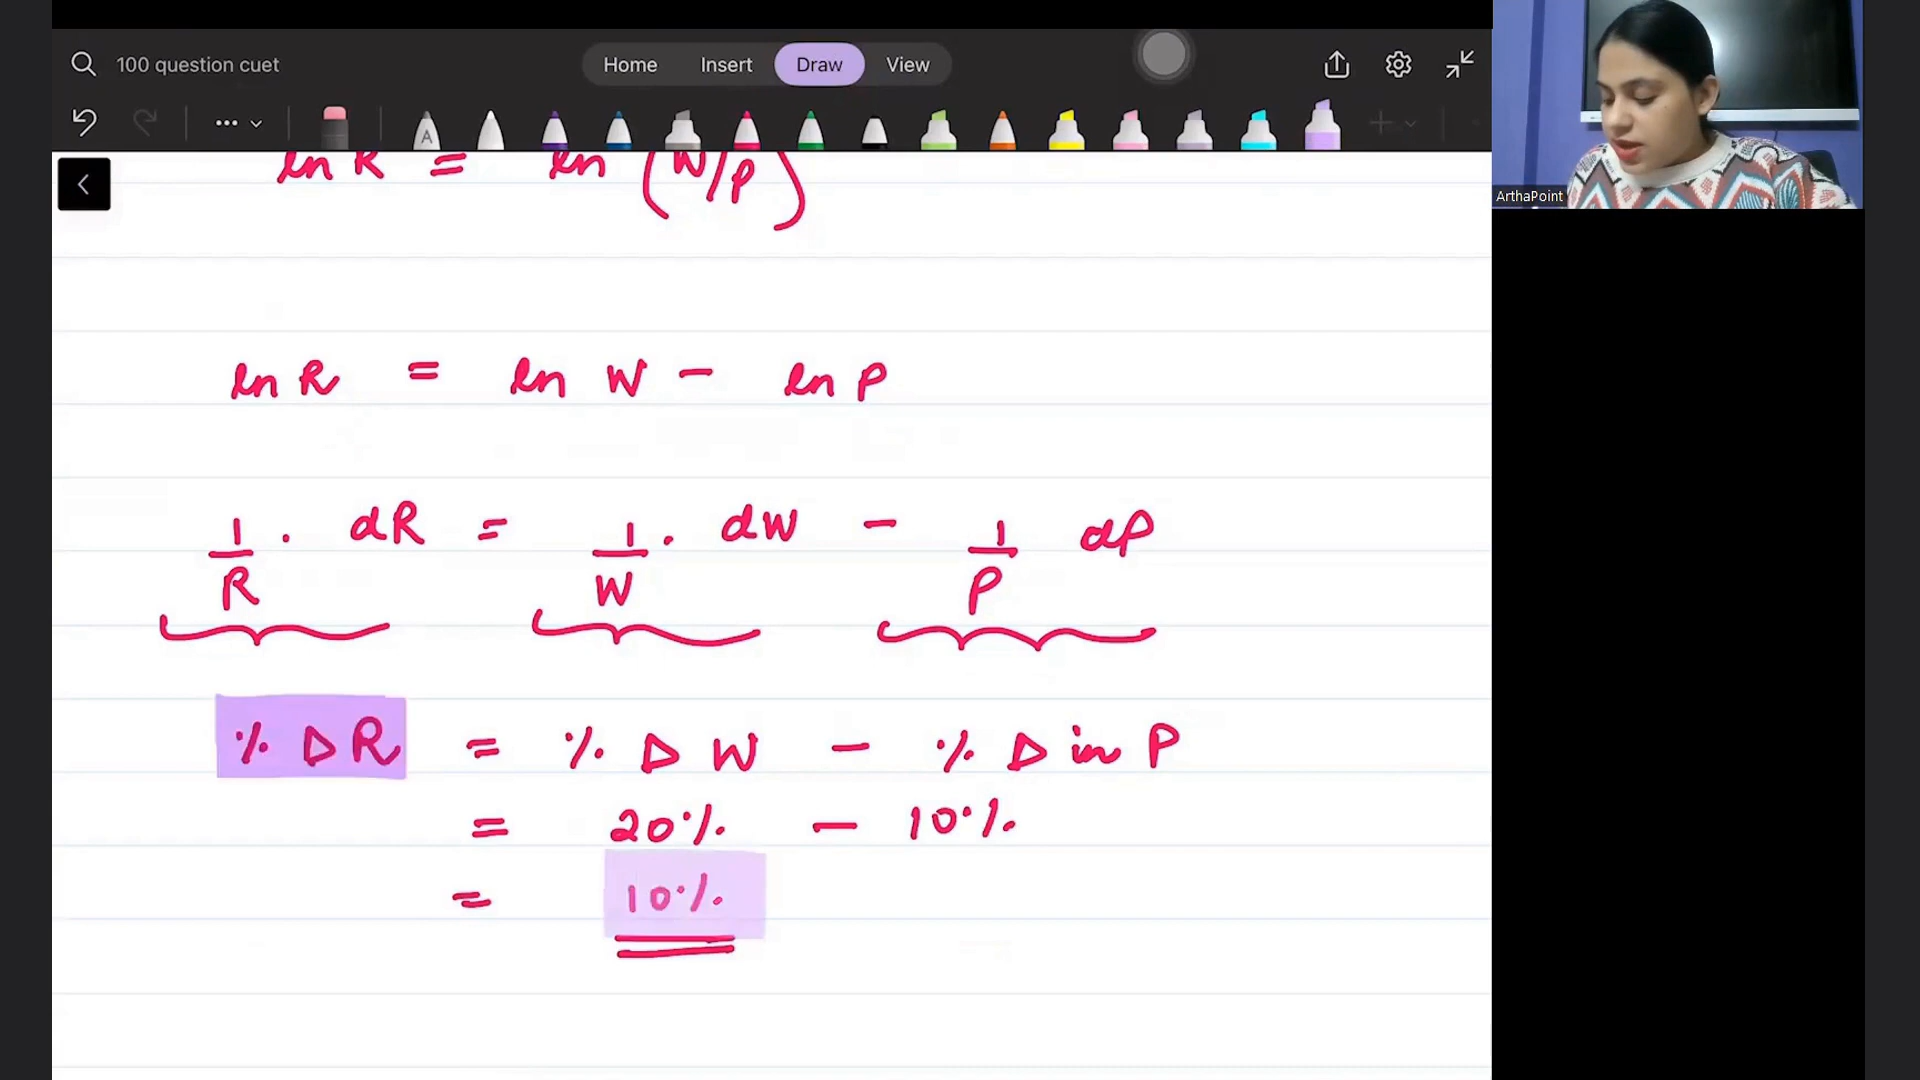 100 question cuet
Home Insert Draw View
A
ArthaPoint
ln R = ln (W/P)
ln R = ln W - ln P
1/R . dR = 1/W . dW - 1/P dP
% Δ R = % Δ W - % Δ in P
= 20% - 10%
= 10%